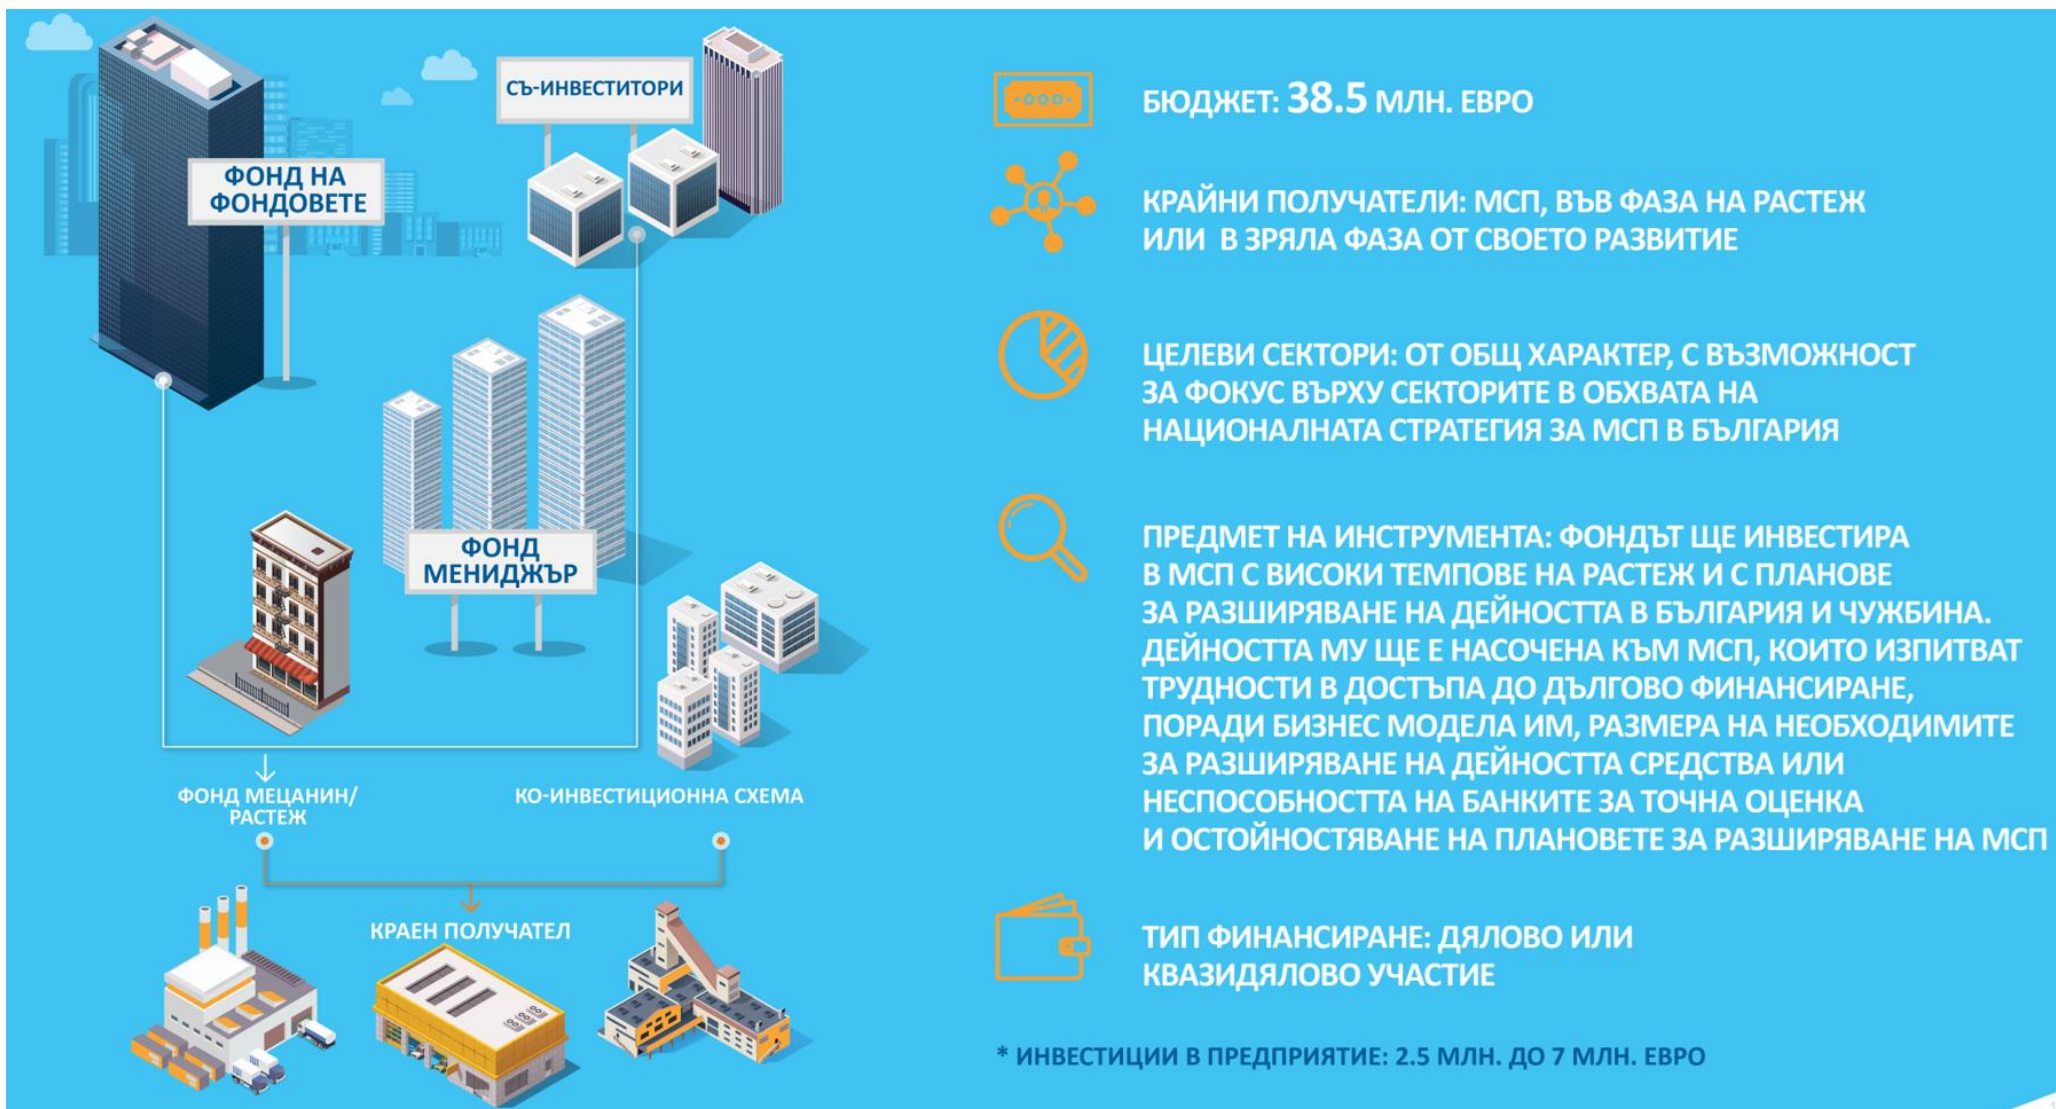 СЪ-ИНВЕСТИТОРИ
ФОНД НА
ФОНДОВЕТЕ
ФОНД
МЕНИДЖЪР
ФОНД МЕЦАНИН/
РАСТЕЖ
КО-ИНВЕСТИЦИОННА СХЕМА
КРАЕН ПОЛУЧАТЕЛ
БЮДЖЕТ: 38.5 МЛН. ЕВРО
КРАЙНИ ПОЛУЧАТЕЛИ: МСП, ВЪВ ФАЗА НА РАСТЕЖ
ИЛИ В ЗРЯЛА ФАЗА ОТ СВОЕТО РАЗВИТИЕ
ЦЕЛЕВИ СЕКТОРИ: ОТ ОБЩ ХАРАКТЕР, С ВЪЗМОЖНОСТ
ЗА ФОКУС ВЪРХУ СЕКТОРИТЕ В ОБХВАТА НА
НАЦИОНАЛНАТА СТРАТЕГИЯ ЗА МСП В БЪЛГАРИЯ
ПРЕДМЕТ НА ИНСТРУМЕНТА: ФОНДЪТ ЩЕ ИНВЕСТИРА
В МСП С ВИСОКИ ТЕМПОВЕ НА РАСТЕЖ И С ПЛАНОВЕ
ЗА РАЗШИРЯВАНЕ НА ДЕЙНОСТТА В БЪЛГАРИЯ И ЧУЖБИНА.
ДЕЙНОСТТА МУ ЩЕ Е НАСОЧЕНА КЪМ МСП, КОИТО ИЗПИТВАТ
ТРУДНОСТИ В ДОСТЪПА ДО ДЪЛГОВО ФИНАНСИРАНЕ,
ПОРАДИ БИЗНЕС МОДЕЛА ИМ, РАЗМЕРА НА НЕОБХОДИМИТЕ
ЗА РАЗШИРЯВАНЕ НА ДЕЙНОСТТА СРЕДСТВА ИЛИ
НЕСПОСОБНОСТТА НА БАНКИТЕ ЗА ТОЧНА ОЦЕНКА
И ОСТОЙНОСТЯВАНЕ НА ПЛАНОВЕТЕ ЗА РАЗШИРЯВАНЕ НА МСП
ТИП ФИНАНСИРАНЕ: ДЯЛОВО ИЛИ
КВАЗИДЯЛОВО УЧАСТИЕ
* ИНВЕСТИЦИИ В ПРЕДПРИЯТИЕ: 2.5 МЛН. ДО 7 МЛН. ЕВРО